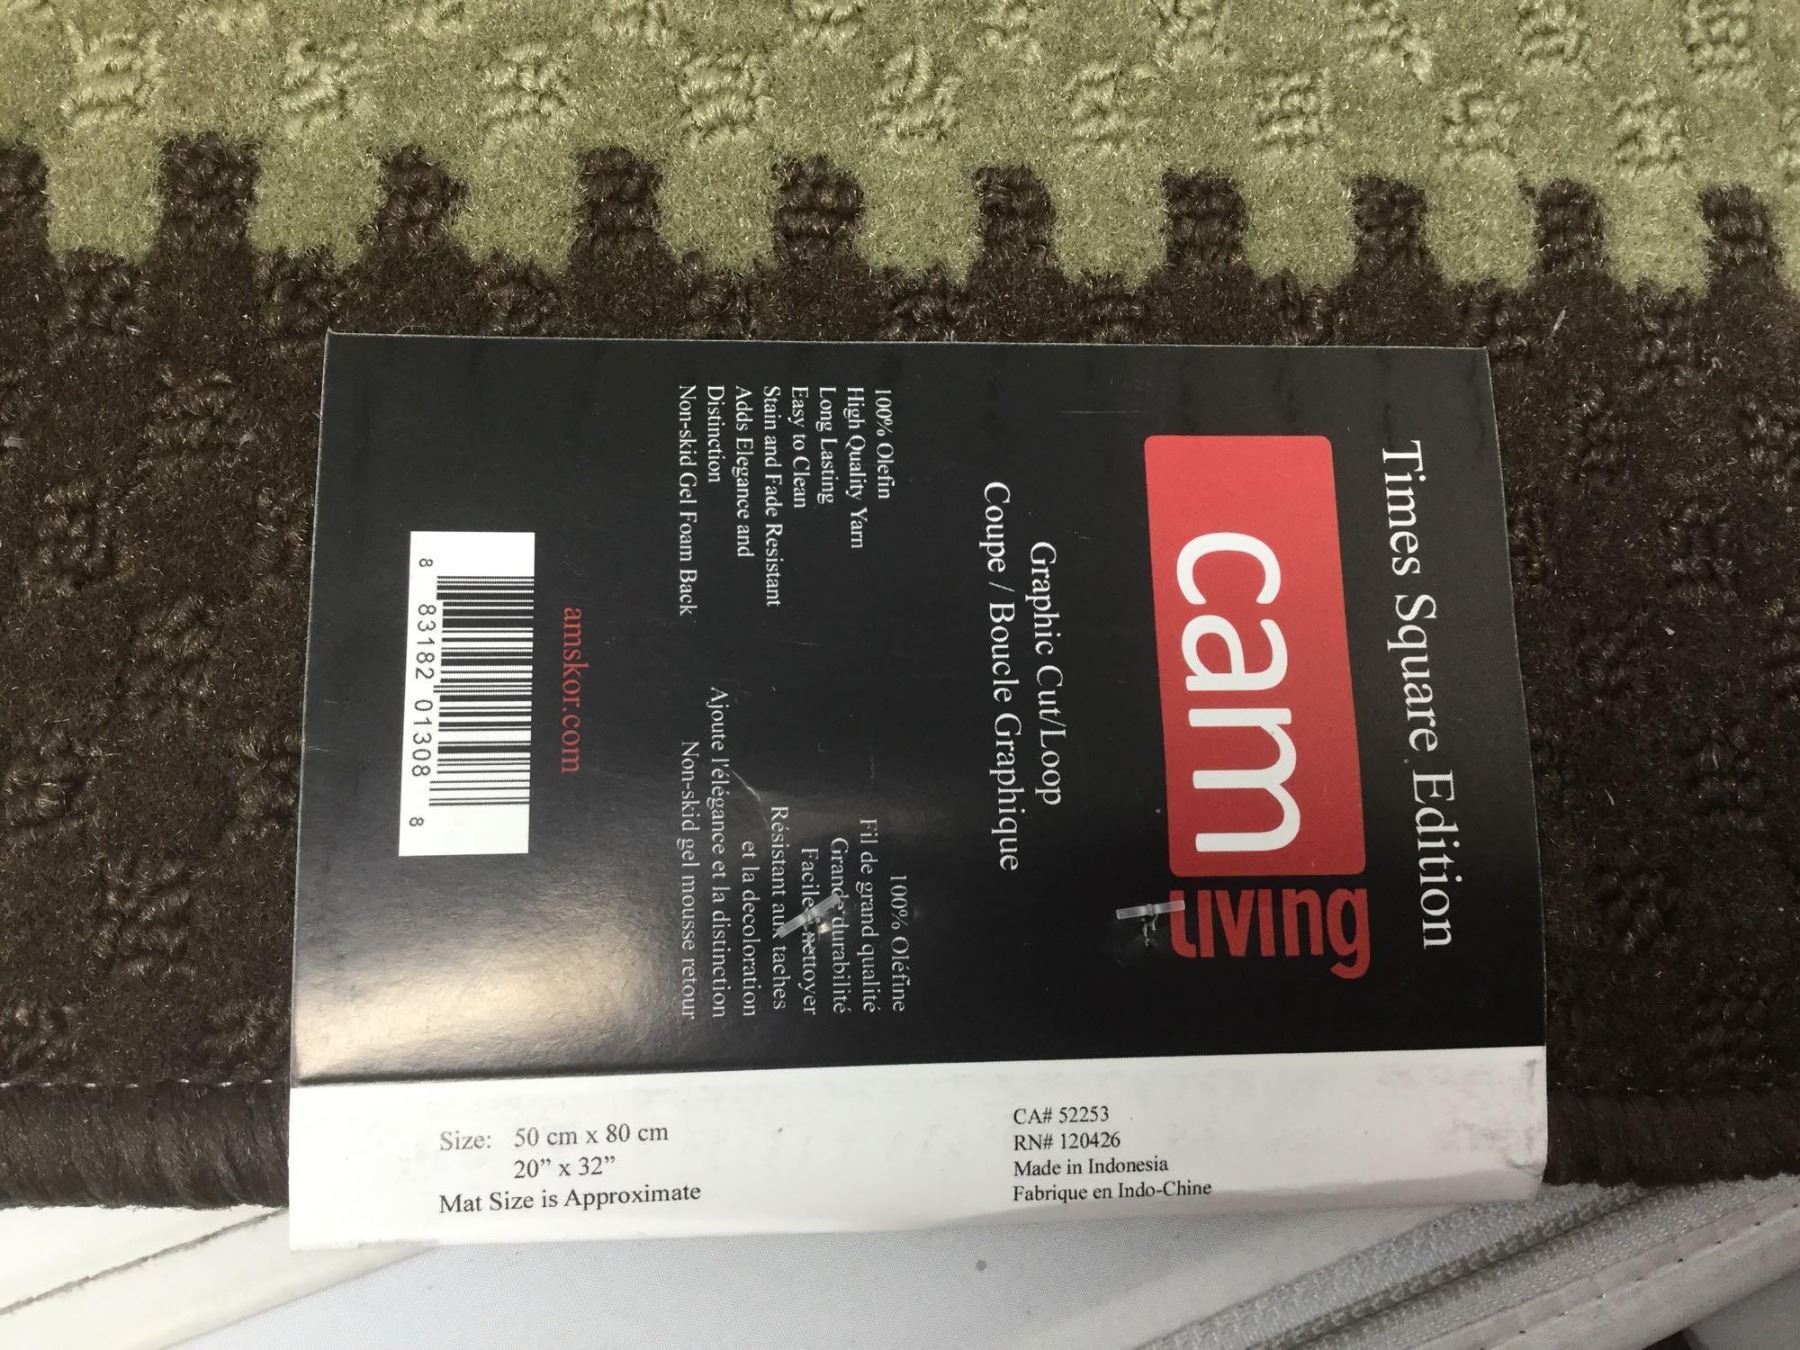 Times Square Edition
cam
Living
Graphic Cut/Loop
Coupe / Boucle Graphique
100% Olefin
High Quality Yarn
Long Lasting
Easy to Clean
Stain and Fade Resistant
Adds Elegance and
Distinction
Non-skid Gel Foam Back
100% Oléfine
Fil de grand qualité
Grande durabilité
Facile à nettoyer
Résistant aux taches
et la decoloration
Ajoute l'élégance et la distinction
Non-skid gel mousse retour
amskor.com
8 83182 01308 8
Size: 50 cm x 80 cm
20” x 32”
Mat Size is Approximate
CA# 52253
RN# 120426
Made in Indonesia
Fabrique en Indo-Chine